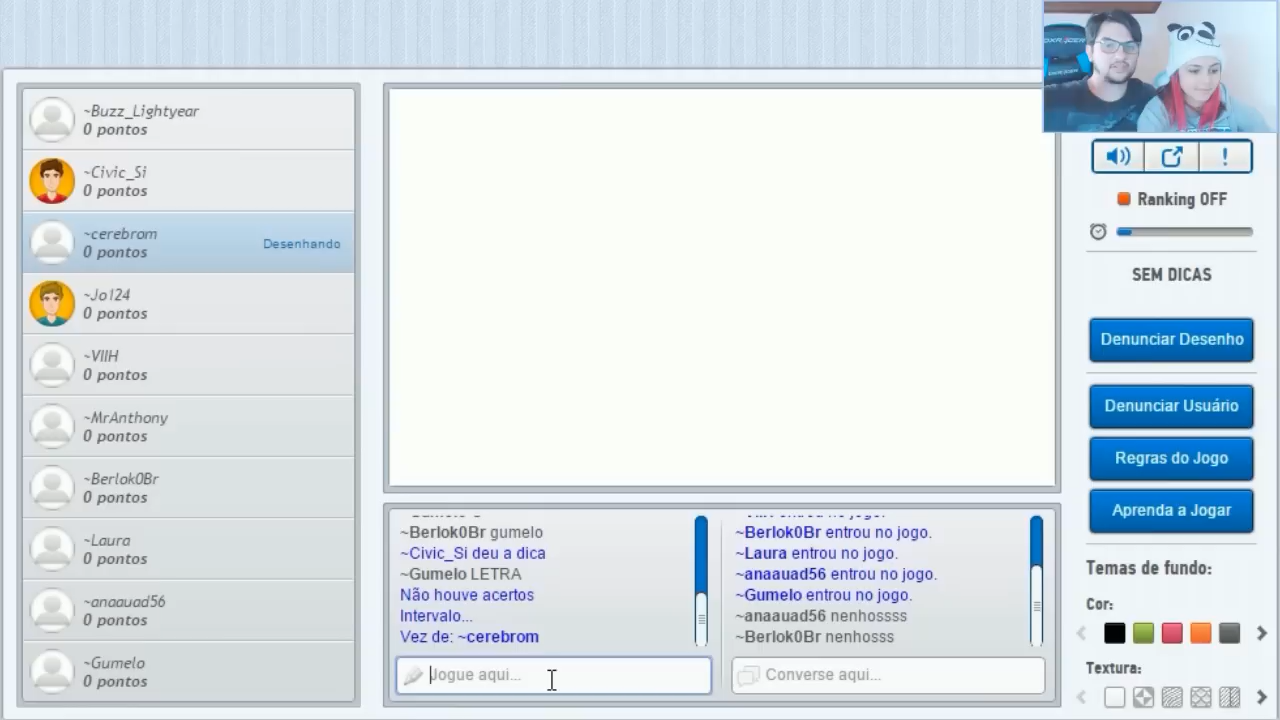 ~Buzz_Lightyear
0 pontos
~Civic_Si
0 pontos
~cerebrom
0 pontos
Desenhando
~Jo124
0 pontos
~VIIH
0 pontos
~MrAnthony
0 pontos
~Berlok0Br
0 pontos
~Laura
0 pontos
~anaauad56
0 pontos
~Gumelo
0 pontos
~Berlok0Br gumelo
~Civic_Si deu a dica
~Gumelo LETRA
Não houve acertos
Intervalo...
Vez de: ~cerebrom
Jogue aqui...
~VIIH entrou no jogo.
~Berlok0Br entrou no jogo.
~Laura entrou no jogo.
~anaauad56 entrou no jogo.
~Gumelo entrou no jogo.
~anaauad56 nenhossss
~Berlok0Br nenhosss
Converse aqui...
Ranking OFF
SEM DICAS
Denunciar Desenho
Denunciar Usuário
Regras do Jogo
Aprenda a Jogar
Temas de fundo:
Cor:
Textura: